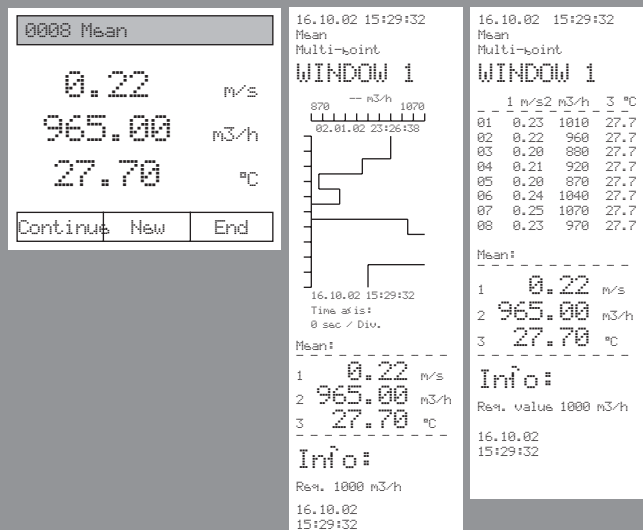 0008 Mean
0.22 m/s
965.00 m3/h
27.70 °C
Continue New End
16.10.02 15:29:32
Mean
Multi-point
WINDOW 1
-- m3/h
870 1070
02.01.02 23:26:38
16.10.02 15:29:32
Time axis:
0 sec / Div.
Mean:
1 0.22 m/s
2 965.00 m3/h
3 27.70 °C
Info:
Req. 1000 m3/h
16.10.02
15:29:32
16.10.02 15:29:32
Mean
Multi-point
WINDOW 1
1 m/s2 m3/h 3 °C
01 0.23 1010 27.7
02 0.22 960 27.7
03 0.20 880 27.7
04 0.21 920 27.7
05 0.20 870 27.7
06 0.24 1040 27.7
07 0.25 1070 27.7
08 0.23 970 27.7
Mean:
1 0.22 m/s
2 965.00 m3/h
3 27.70 °C
Info:
Req. value 1000 m3/h
16.10.02
15:29:32